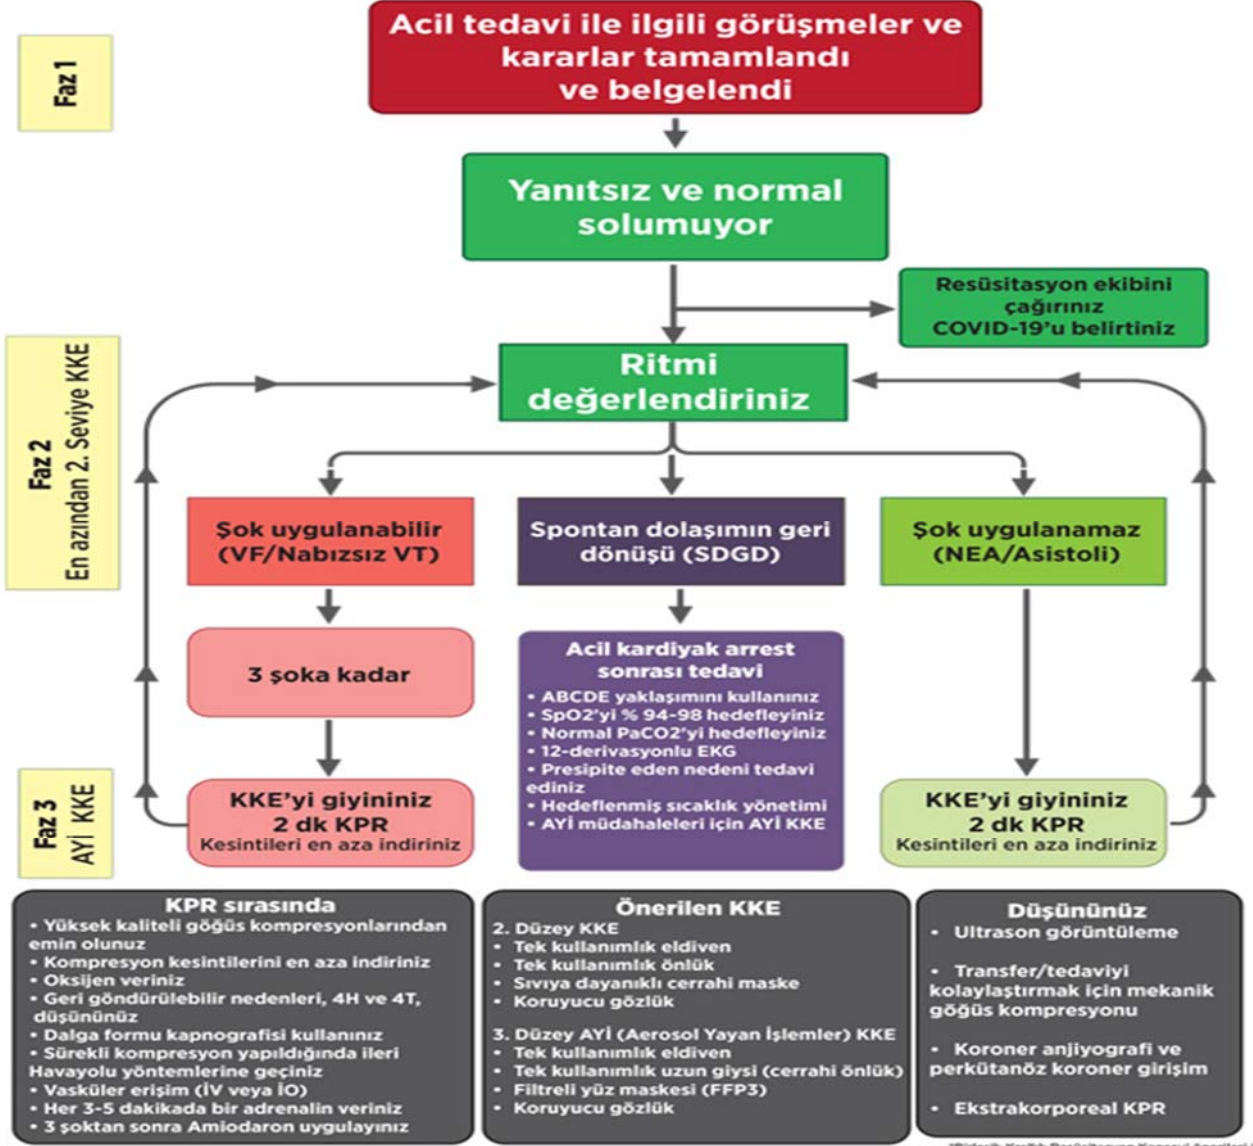 Acil tedavi ile ilgili görüşmeler ve
kararlar tamamlandı
ve belgelendi
Faz 1
Yanıtsız ve normal
solumuyor
Resüsitasyon ekibini
çağırınız
COVID-19'u belirtiniz
Faz 2
En azından 2. Seviye KKE
Ritmi
değerlendiriniz
Şok uygulanabilir
(VF/Nabızsız VT)
Spontan dolaşımın geri
dönüşü (SDGD)
Şok uygulanamaz
(NEA/Asistoli)
3 şoka kadar
Acil kardiyak arrest
sonrası tedavi
• ABCDE yaklaşımını kullanınız
• SpO2'yi % 94-98 hedefleyiniz
• Normal PaCO2'yi hedefleyiniz
• 12-derivasyonlu EKG
• Presipite eden nedeni tedavi
ediniz
• Hedeflenmiş sıcaklık yönetimi
• AYİ müdahaleleri için AYİ KKE
Faz 3
AYİ KKE
KKE'yi giyininiz
2 dk KPR
Kesintileri en aza indiriniz
KKE'yi giyininiz
2 dk KPR
Kesintileri en aza indiriniz
KPR sırasında
• Yüksek kaliteli göğüs kompresyonlarından
emin olunuz
• Kompresyon kesintilerini en aza indiriniz
• Oksijen veriniz
• Geri göndürülebilir nedenleri, 4H ve 4T,
düşününüz
• Dalga formu kapnografisi kullanınız
• Sürekli kompresyon yapıldığında ileri
Havayolu yöntemlerine geçiniz
• Vasküler erişim (İV veya İO)
• Her 3-5 dakikada bir adrenalin veriniz
• 3 şoktan sonra Amiodaron uygulayınız
Önerilen KKE
2. Düzey KKE
• Tek kullanımlık eldiven
• Tek kullanımlık önlük
• Sıvıya dayanıklı cerrahi maske
• Koruyucu gözlük
3. Düzey AYİ (Aerosol Yayan İşlemler) KKE
• Tek kullanımlık eldiven
• Tek kullanımlık uzun giysi (cerrahi önlük)
• Filtreli yüz maskesi (FFP3)
• Koruyucu gözlük
Düşününüz
• Ultrason görüntüleme
• Transfer/tedaviyi
kolaylaştırmak için mekanik
göğüs kompresyonu
• Koroner anjiyografi ve
perkütanöz koroner girişim
• Ekstrakorporeal KPR